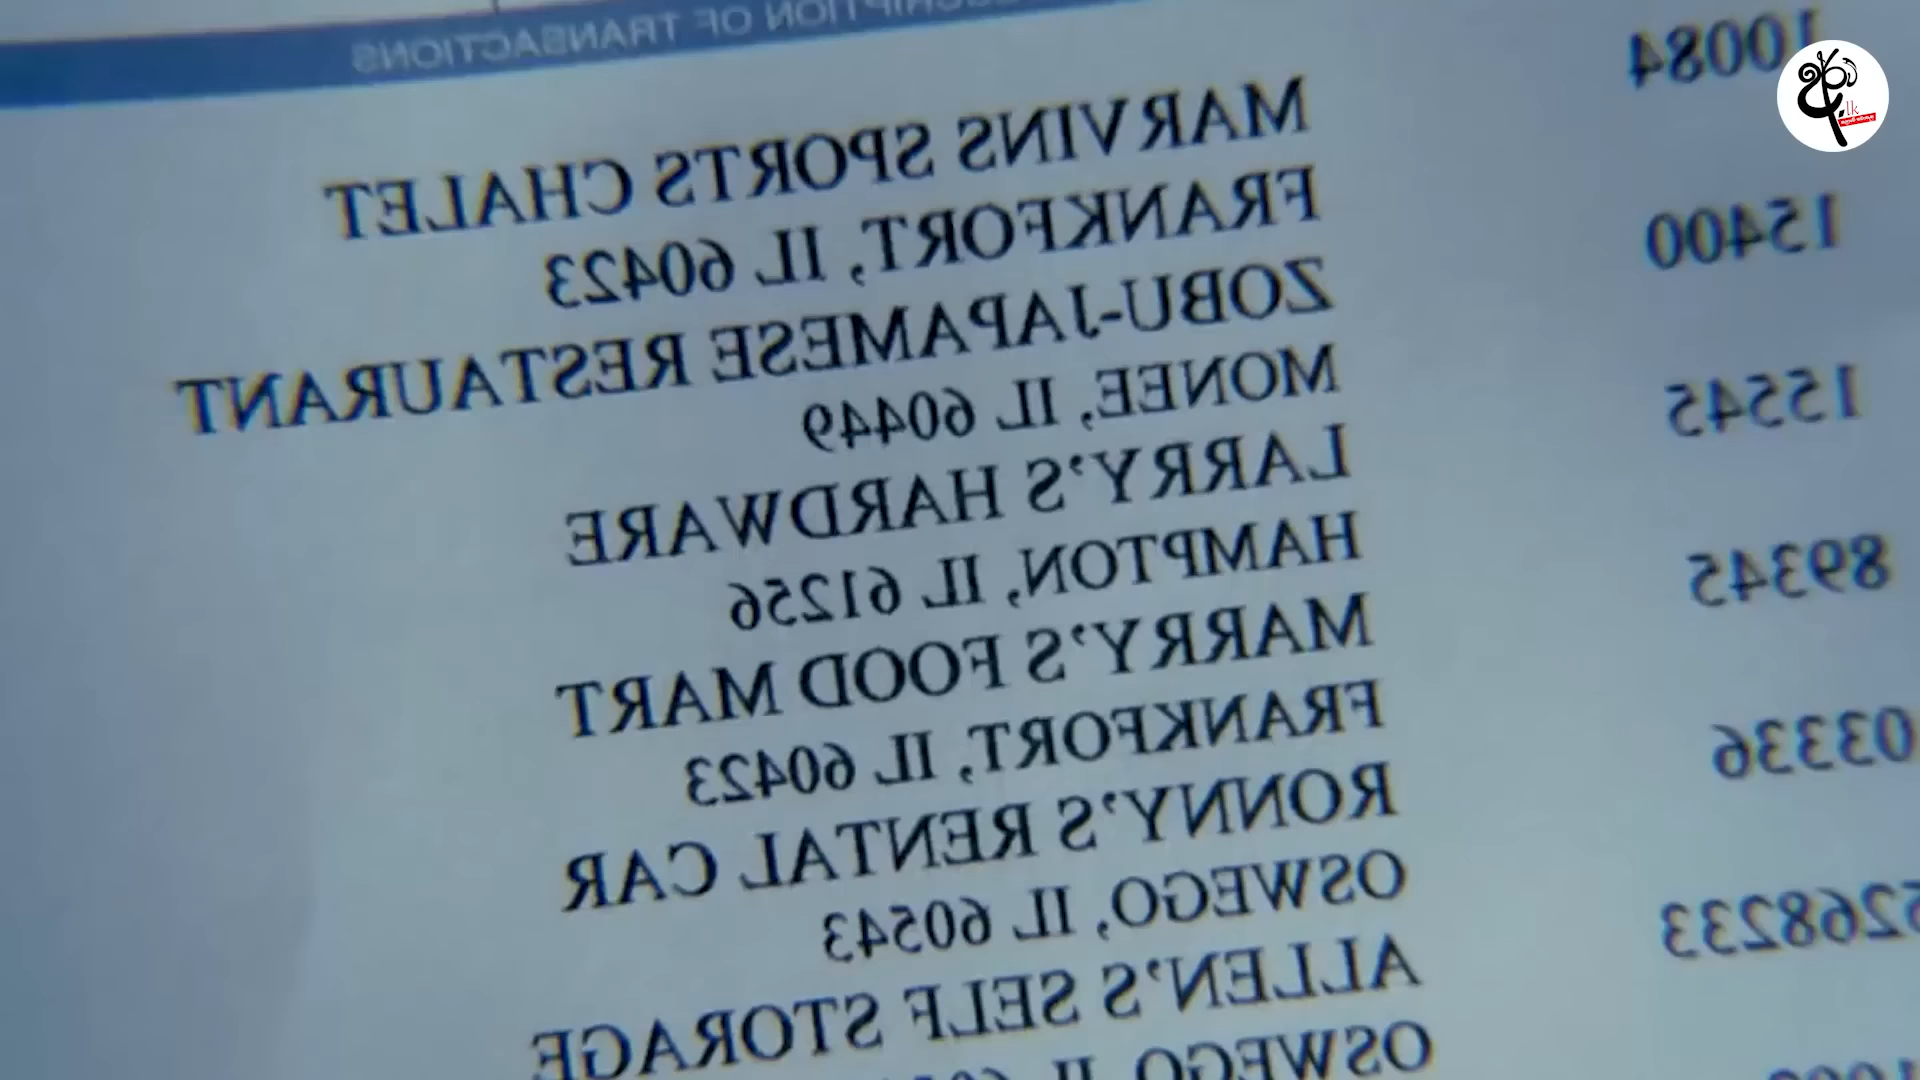 DESCRIPTION OF TRANSACTIONS
10084
MARVINS SPORTS CHALET
FRANKFORT, IL 60423
15400
ZOBU-JAPAMESE RESTAURANT
MONEE, IL 60449
15545
LARRY'S HARDWARE
HAMPTON, IL 61256
89345
MARRY'S FOOD MART
FRANKFORT, IL 60423
03336
RONNY'S RENTAL CAR
OSWEGO, IL 60543
5268233
ALLEN'S SELF STORAGE
OSWEGO, IL
.lk